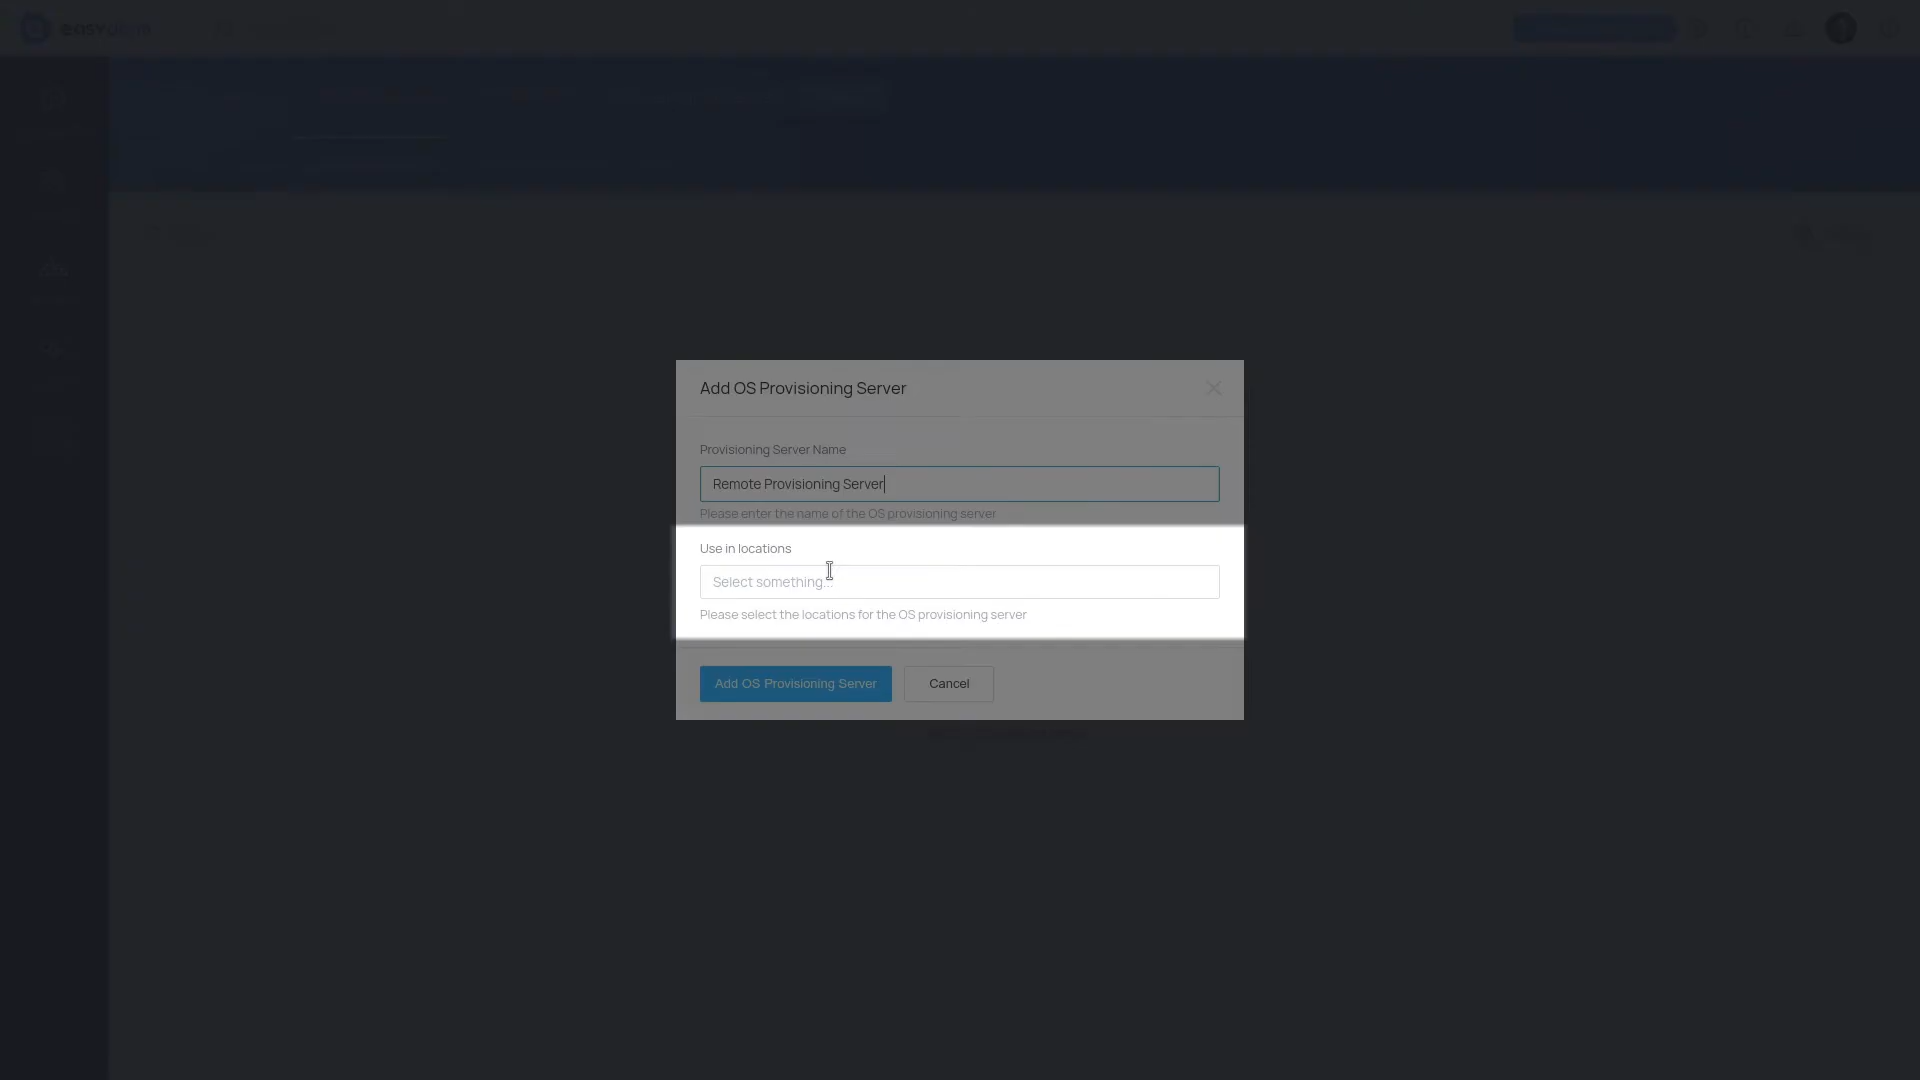 easydcim
Add OS Provisioning Server
Provisioning Server Name
Remote Provisioning Server
Please enter the name of the OS provisioning server
Use in locations
Select something...
Please select the locations for the OS provisioning server
Add OS Provisioning Server
Cancel